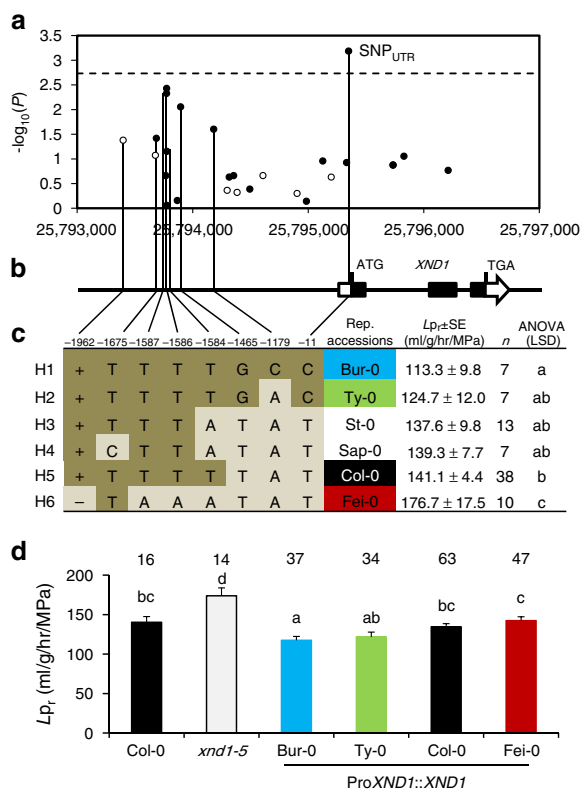 a
3.5
3
2.5
2
1.5
1
0.5
0
-log10(P)
SNPUTR
25,793,000 25,794,000 25,795,000 25,796,000 25,797,000
b
ATG XND1 TGA
c
−1962 −1675 −1587 −1586 −1584 −1465 −1179 −11 Rep. accessions Lpr±SE (ml/g/hr/MPa) n ANOVA (LSD)
H1 + T T T T G C C Bur-0 113.3 ± 9.8 7 a
H2 + T T T T G A C Ty-0 124.7 ± 12.0 7 ab
H3 + T T T A T A T St-0 137.6 ± 9.8 13 ab
H4 + C T T A T A T Sap-0 139.3 ± 7.7 7 ab
H5 + T T T T T A T Col-0 141.1 ± 4.4 38 b
H6 − T A A A T A T Fei-0 176.7 ± 17.5 10 c
d
16 14 37 34 63 47
200
150
100
50
0
Lpr (ml/g/hr/MPa)
bc d a ab bc c
Col-0 xnd1-5 Bur-0 Ty-0 Col-0 Fei-0
ProXND1::XND1